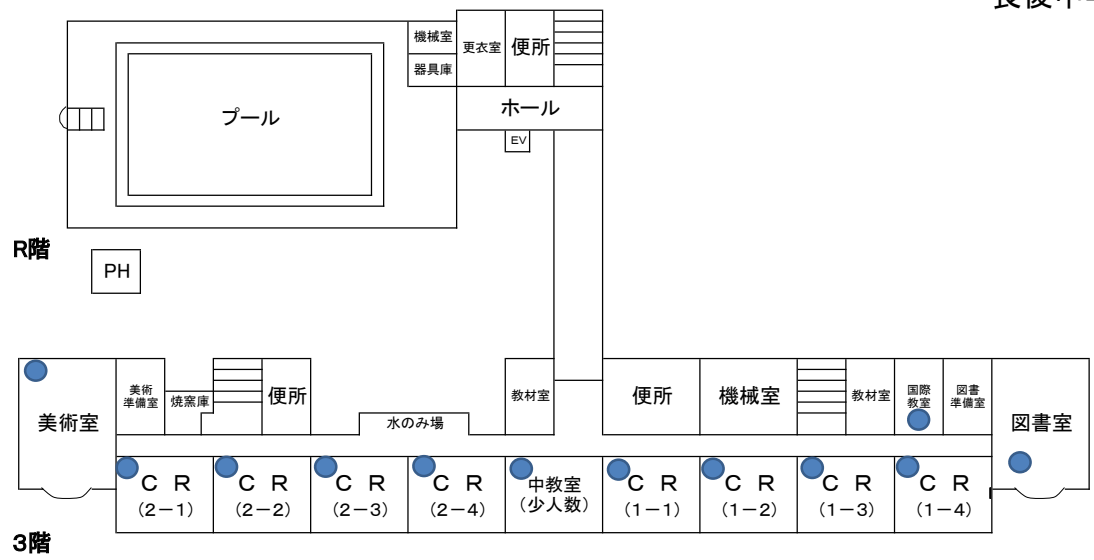 機械室
更衣室
便所
器具庫
プール
ホール
EV
R階
PH
美術室
美術
準備室
焼窯庫
便所
水のみ場
教材室
便所
機械室
教材室
国際
教室
図書
準備室
図書室
C R
(2-1)
C R
(2-2)
C R
(2-3)
C R
(2-4)
中教室
(少人数)
C R
(1-1)
C R
(1-2)
C R
(1-3)
C R
(1-4)
3階